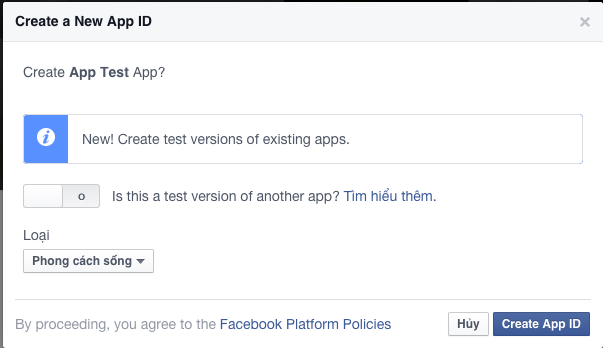 Create a New App ID
Create App Test App?
New! Create test versions of existing apps.
Is this a test version of another app? Tìm hiểu thêm.
Loại
Phong cách sống
By proceeding, you agree to the Facebook Platform Policies
Hủy
Create App ID